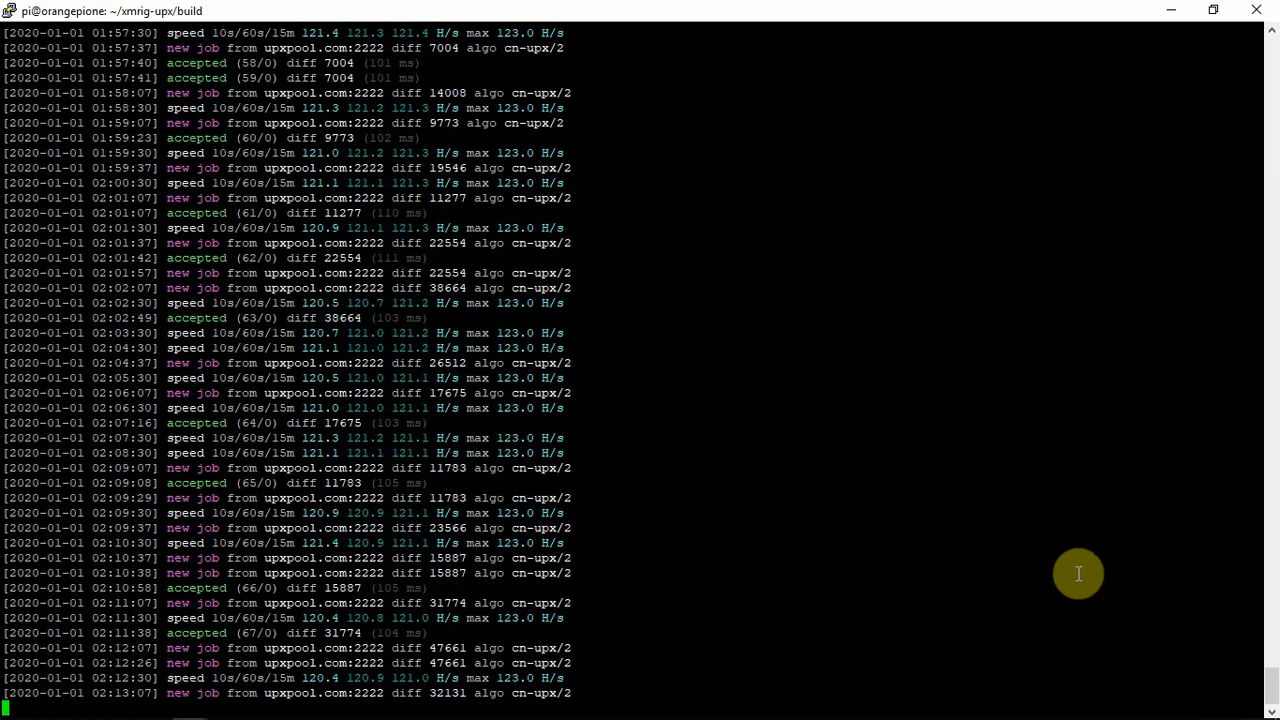 pi@orangepione: ~/xmrig-upx/build
[2020-01-01 01:57:30] speed 10s/60s/15m 121.4 121.3 121.4 H/s max 123.0 H/s
[2020-01-01 01:57:37] new job from upxpool.com:2222 diff 7004 algo cn-upx/2
[2020-01-01 01:57:40] accepted (58/0) diff 7004 (101 ms)
[2020-01-01 01:57:41] accepted (59/0) diff 7004 (101 ms)
[2020-01-01 01:58:07] new job from upxpool.com:2222 diff 14008 algo cn-upx/2
[2020-01-01 01:58:30] speed 10s/60s/15m 121.3 121.2 121.3 H/s max 123.0 H/s
[2020-01-01 01:59:07] new job from upxpool.com:2222 diff 9773 algo cn-upx/2
[2020-01-01 01:59:23] accepted (60/0) diff 9773 (102 ms)
[2020-01-01 01:59:30] speed 10s/60s/15m 121.0 121.2 121.3 H/s max 123.0 H/s
[2020-01-01 01:59:37] new job from upxpool.com:2222 diff 19546 algo cn-upx/2
[2020-01-01 02:00:30] speed 10s/60s/15m 121.1 121.1 121.3 H/s max 123.0 H/s
[2020-01-01 02:01:07] new job from upxpool.com:2222 diff 11277 algo cn-upx/2
[2020-01-01 02:01:07] accepted (61/0) diff 11277 (110 ms)
[2020-01-01 02:01:30] speed 10s/60s/15m 120.9 121.1 121.3 H/s max 123.0 H/s
[2020-01-01 02:01:37] new job from upxpool.com:2222 diff 22554 algo cn-upx/2
[2020-01-01 02:01:42] accepted (62/0) diff 22554 (111 ms)
[2020-01-01 02:01:57] new job from upxpool.com:2222 diff 22554 algo cn-upx/2
[2020-01-01 02:02:07] new job from upxpool.com:2222 diff 38664 algo cn-upx/2
[2020-01-01 02:02:30] speed 10s/60s/15m 120.5 120.7 121.2 H/s max 123.0 H/s
[2020-01-01 02:02:49] accepted (63/0) diff 38664 (103 ms)
[2020-01-01 02:03:30] speed 10s/60s/15m 120.7 121.0 121.2 H/s max 123.0 H/s
[2020-01-01 02:04:30] speed 10s/60s/15m 121.1 121.0 121.2 H/s max 123.0 H/s
[2020-01-01 02:04:37] new job from upxpool.com:2222 diff 26512 algo cn-upx/2
[2020-01-01 02:05:30] speed 10s/60s/15m 120.5 121.0 121.1 H/s max 123.0 H/s
[2020-01-01 02:06:07] new job from upxpool.com:2222 diff 17675 algo cn-upx/2
[2020-01-01 02:06:30] speed 10s/60s/15m 121.0 121.0 121.1 H/s max 123.0 H/s
[2020-01-01 02:07:16] accepted (64/0) diff 17675 (103 ms)
[2020-01-01 02:07:30] speed 10s/60s/15m 121.3 121.2 121.1 H/s max 123.0 H/s
[2020-01-01 02:08:30] speed 10s/60s/15m 121.1 121.1 121.1 H/s max 123.0 H/s
[2020-01-01 02:09:07] new job from upxpool.com:2222 diff 11783 algo cn-upx/2
[2020-01-01 02:09:08] accepted (65/0) diff 11783 (105 ms)
[2020-01-01 02:09:29] new job from upxpool.com:2222 diff 11783 algo cn-upx/2
[2020-01-01 02:09:30] speed 10s/60s/15m 120.9 120.9 121.1 H/s max 123.0 H/s
[2020-01-01 02:09:37] new job from upxpool.com:2222 diff 23566 algo cn-upx/2
[2020-01-01 02:10:30] speed 10s/60s/15m 121.4 120.9 121.1 H/s max 123.0 H/s
[2020-01-01 02:10:37] new job from upxpool.com:2222 diff 15887 algo cn-upx/2
[2020-01-01 02:10:38] new job from upxpool.com:2222 diff 15887 algo cn-upx/2
[2020-01-01 02:10:58] accepted (66/0) diff 15887 (105 ms)
[2020-01-01 02:11:07] new job from upxpool.com:2222 diff 31774 algo cn-upx/2
[2020-01-01 02:11:30] speed 10s/60s/15m 120.4 120.8 121.0 H/s max 123.0 H/s
[2020-01-01 02:11:38] accepted (67/0) diff 31774 (104 ms)
[2020-01-01 02:12:07] new job from upxpool.com:2222 diff 47661 algo cn-upx/2
[2020-01-01 02:12:26] new job from upxpool.com:2222 diff 47661 algo cn-upx/2
[2020-01-01 02:12:30] speed 10s/60s/15m 120.4 120.9 121.0 H/s max 123.0 H/s
[2020-01-01 02:13:07] new job from upxpool.com:2222 diff 32131 algo cn-upx/2